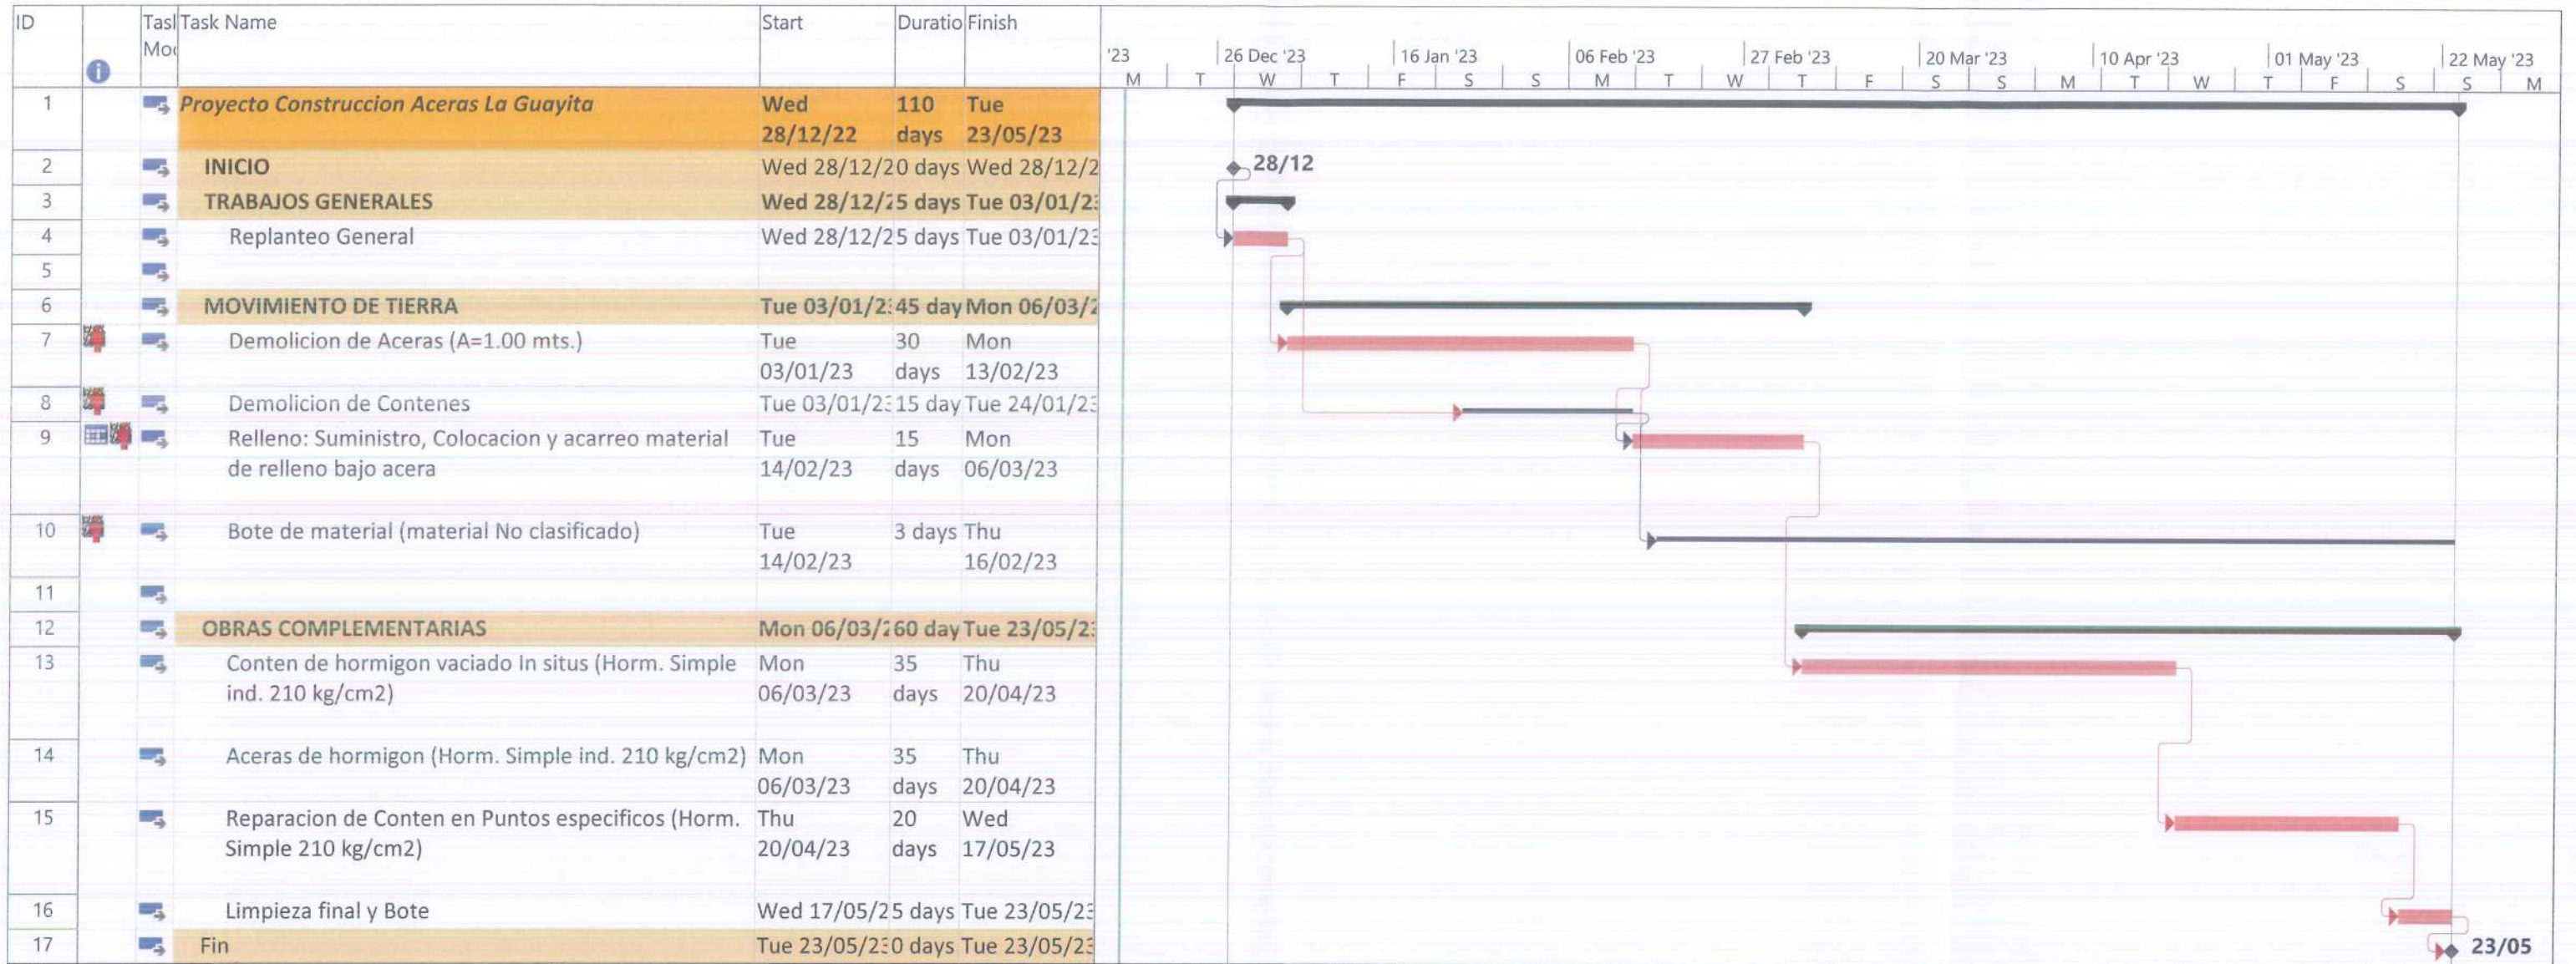 ID Tasl Task Name Start Duratio Finish
Mod
'23 26 Dec '23 16 Jan '23 06 Feb '23 27 Feb '23 20 Mar '23 10 Apr '23 01 May '23 22 May '23
M T W T F S S M T W T F S S M T W T F S S M
1 Proyecto Construccion Aceras La Guayita Wed 110 Tue
28/12/22 days 23/05/23
2 INICIO Wed 28/12/2 0 days Wed 28/12/2
28/12
3 TRABAJOS GENERALES Wed 28/12/2 5 days Tue 03/01/23
4 Replanteo General Wed 28/12/2 5 days Tue 03/01/23
5
6 MOVIMIENTO DE TIERRA Tue 03/01/23 45 day Mon 06/03/2
7 Demolicion de Aceras (A=1.00 mts.) Tue 30 Mon
03/01/23 days 13/02/23
8 Demolicion de Contenes Tue 03/01/23 15 day Tue 24/01/23
9 Relleno: Suministro, Colocacion y acarreo material Tue 15 Mon
de relleno bajo acera 14/02/23 days 06/03/23
10 Bote de material (material No clasificado) Tue 3 days Thu
14/02/23 16/02/23
11
12 OBRAS COMPLEMENTARIAS Mon 06/03/2 60 day Tue 23/05/23
13 Conten de hormigon vaciado In situs (Horm. Simple Mon 35 Thu
ind. 210 kg/cm2) 06/03/23 days 20/04/23
14 Aceras de hormigon (Horm. Simple ind. 210 kg/cm2) Mon 35 Thu
06/03/23 days 20/04/23
15 Reparacion de Conten en Puntos especificos (Horm. Thu 20 Wed
Simple 210 kg/cm2) 20/04/23 days 17/05/23
16 Limpieza final y Bote Wed 17/05/2 5 days Tue 23/05/23
17 Fin Tue 23/05/23 0 days Tue 23/05/23
23/05